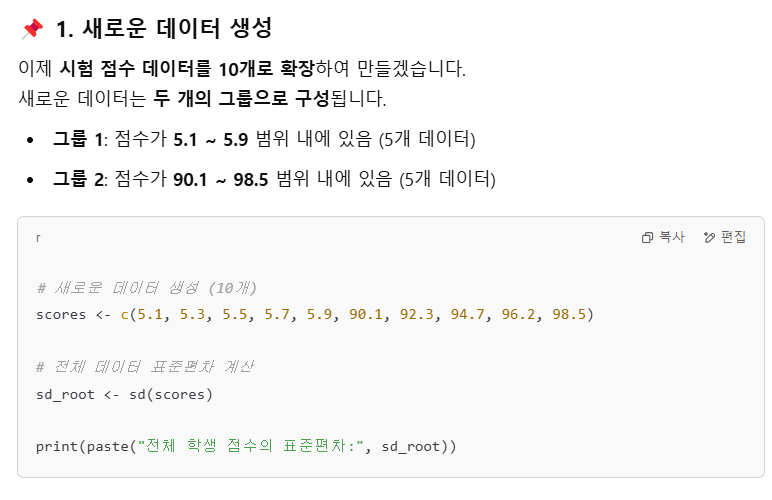 📌 1. 새로운 데이터 생성
이제 시험 점수 데이터를 10개로 확장하여 만들겠습니다.
새로운 데이터는 두 개의 그룹으로 구성됩니다.
• 그룹 1: 점수가 5.1 ~ 5.9 범위 내에 있음 (5개 데이터)
• 그룹 2: 점수가 90.1 ~ 98.5 범위 내에 있음 (5개 데이터)
r 복사 편집
# 새로운 데이터 생성 (10개)
scores <- c(5.1, 5.3, 5.5, 5.7, 5.9, 90.1, 92.3, 94.7, 96.2, 98.5)
# 전체 데이터 표준편차 계산
sd_root <- sd(scores)
print(paste("전체 학생 점수의 표준편차:", sd_root))